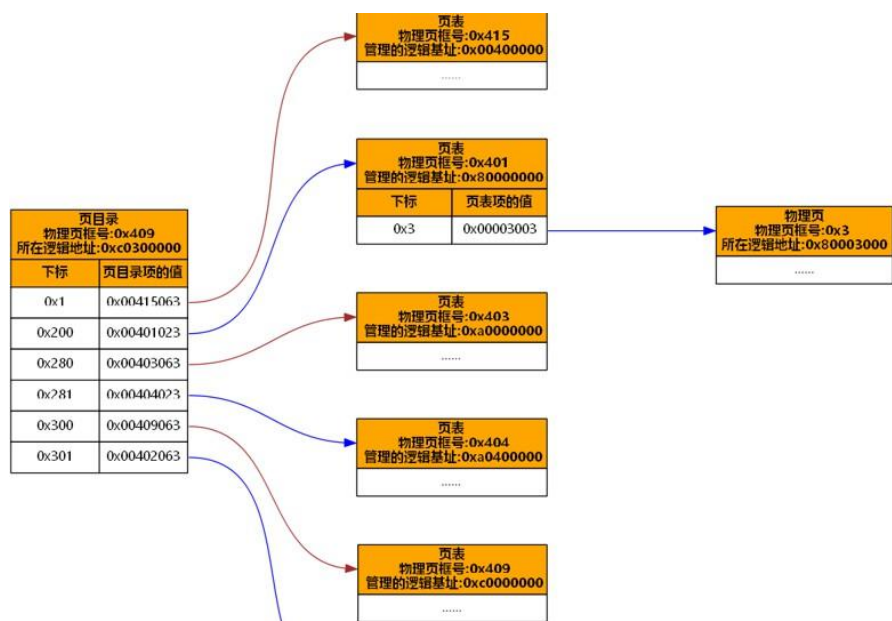 页表
物理页框号:0x415
管理的逻辑基址:0x00400000
......
页表
物理页框号:0x401
管理的逻辑基址:0x80000000
下标 页表项的值
0x3 0x00003003
物理页
物理页框号:0x3
所在逻辑地址:0x80003000
......
页目录
物理页框号:0x409
所在逻辑地址:0xc0300000
下标 页目录项的值
0x1 0x00415063
0x200 0x00401023
0x280 0x00403063
0x281 0x00404023
0x300 0x00409063
0x301 0x00402063
页表
物理页框号:0x403
管理的逻辑基址:0xa0000000
......
页表
物理页框号:0x404
管理的逻辑基址:0xa0400000
......
页表
物理页框号:0x409
管理的逻辑基址:0xc0000000
......